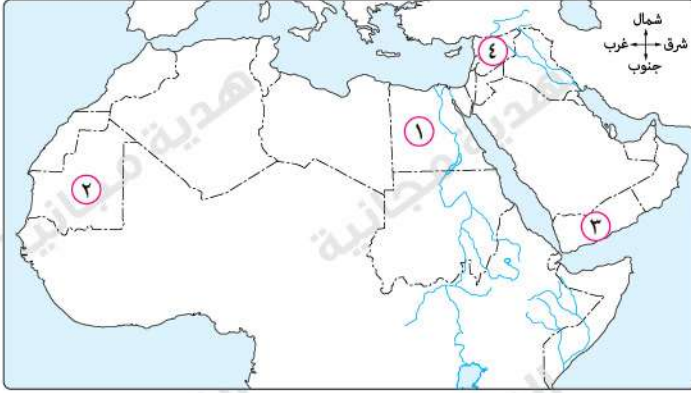 شمال
شرق
غرب
جنوب
٤
١
٢
٣
هدية مجانية
هدية مجانية